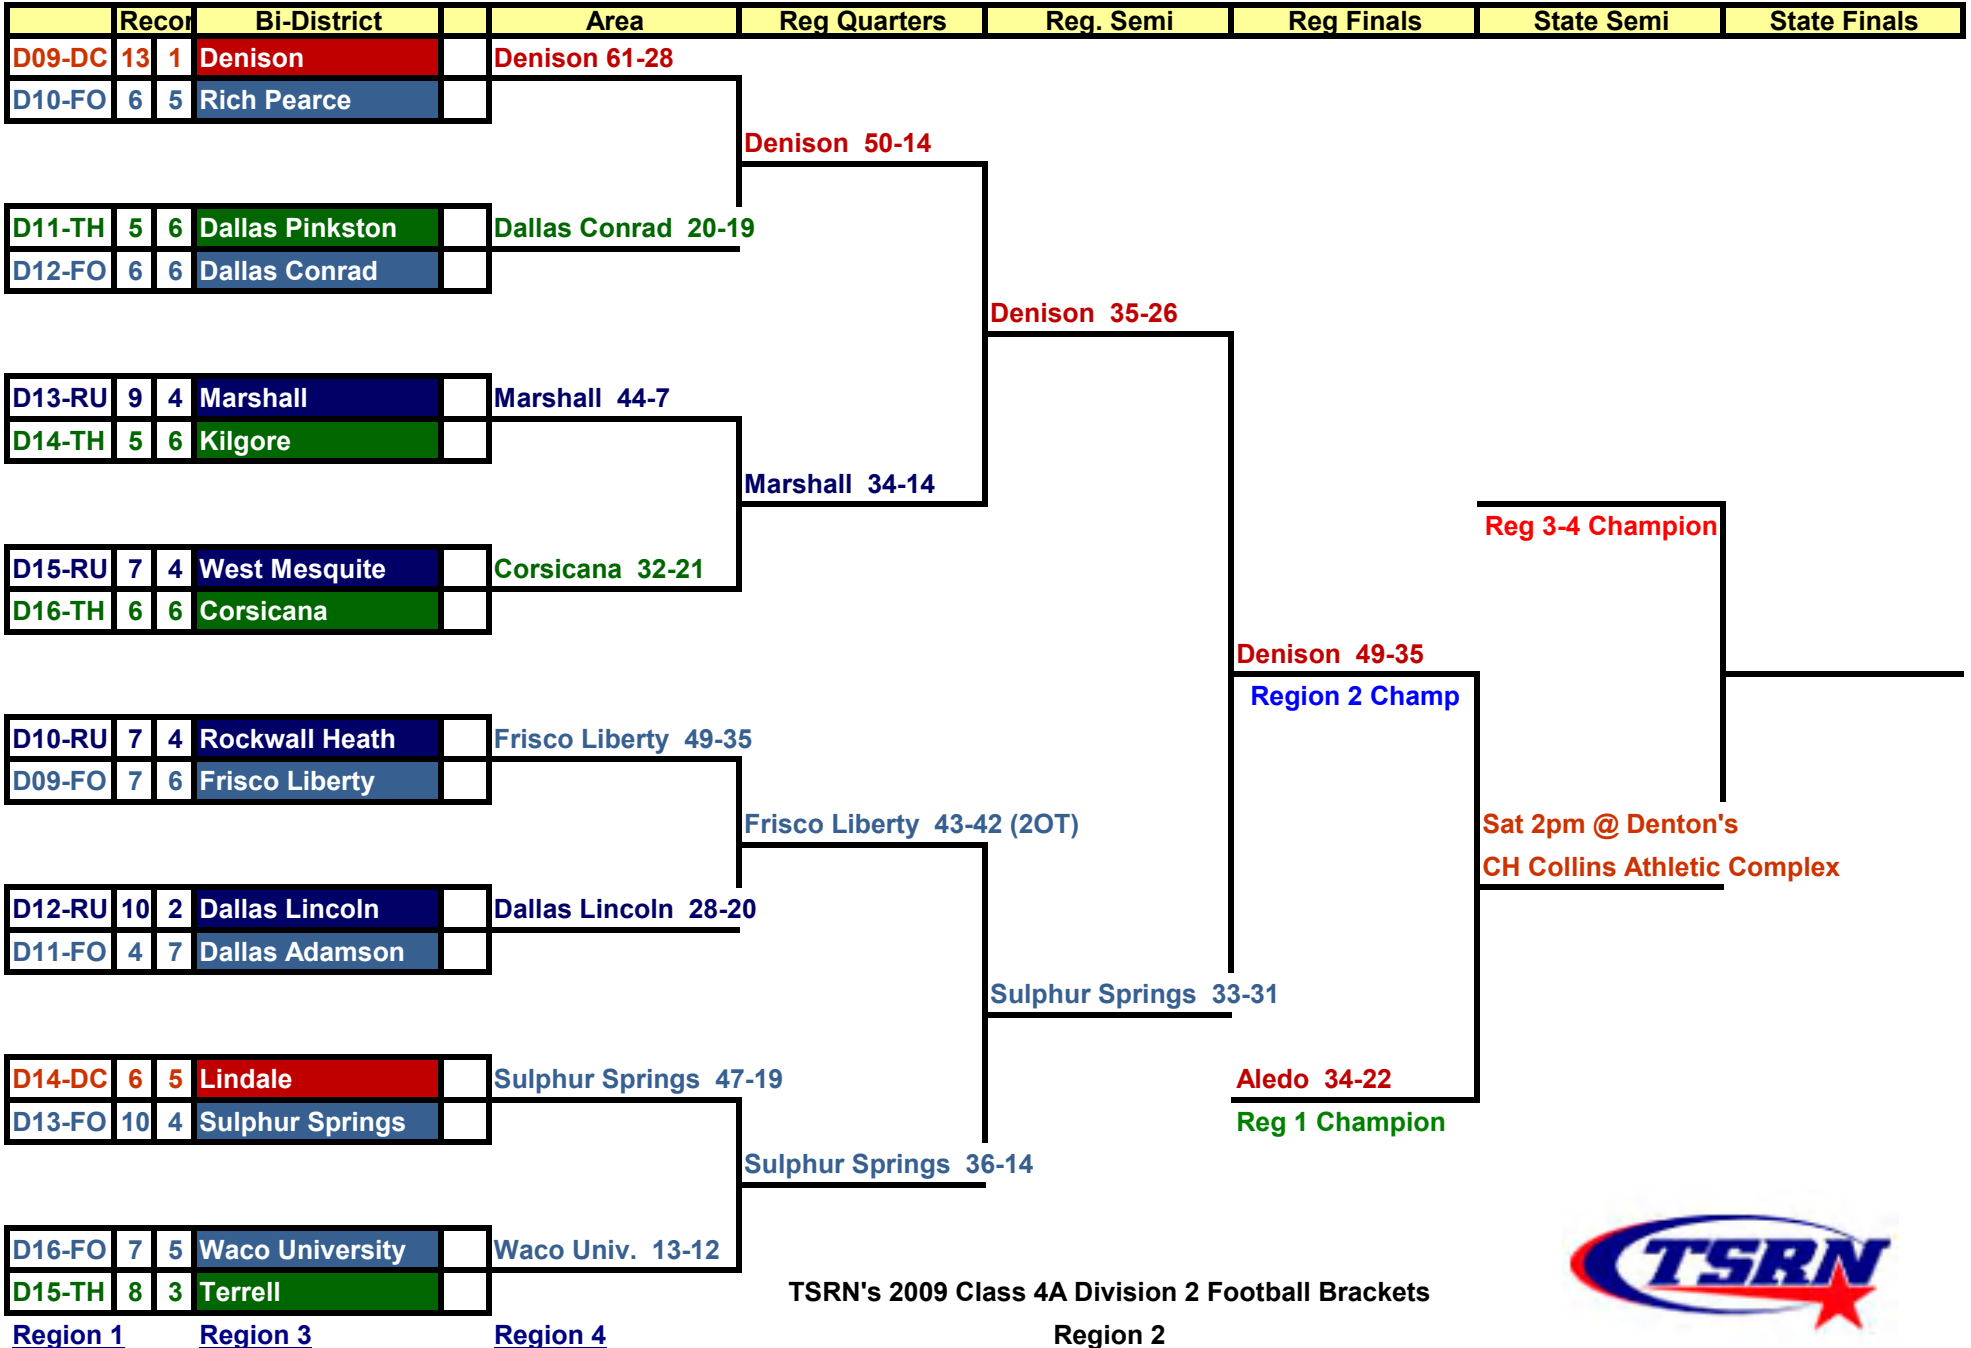 Recor Bi-District Area Reg Quarters Reg. Semi Reg Finals State Semi State Finals
D09-DC 13 1 Denison Denison 61-28
D10-FO 6 5 Rich Pearce
Denison 50-14
D11-TH 5 6 Dallas Pinkston Dallas Conrad 20-19
D12-FO 6 6 Dallas Conrad
Denison 35-26
D13-RU 9 4 Marshall Marshall 44-7
D14-TH 5 6 Kilgore
Marshall 34-14
Reg 3-4 Champion
D15-RU 7 4 West Mesquite Corsicana 32-21
D16-TH 6 6 Corsicana
Denison 49-35
Region 2 Champ
D10-RU 7 4 Rockwall Heath Frisco Liberty 49-35
D09-FO 7 6 Frisco Liberty
Frisco Liberty 43-42 (2OT) Sat 2pm @ Denton's
CH Collins Athletic Complex
D12-RU 10 2 Dallas Lincoln Dallas Lincoln 28-20
D11-FO 4 7 Dallas Adamson
Sulphur Springs 33-31
D14-DC 6 5 Lindale Sulphur Springs 47-19 Aledo 34-22
D13-FO 10 4 Sulphur Springs Reg 1 Champion
Sulphur Springs 36-14
D16-FO 7 5 Waco University Waco Univ. 13-12
D15-TH 8 3 Terrell TSRN's 2009 Class 4A Division 2 Football Brackets
Region 1 Region 3 Region 4 Region 2
TSRN